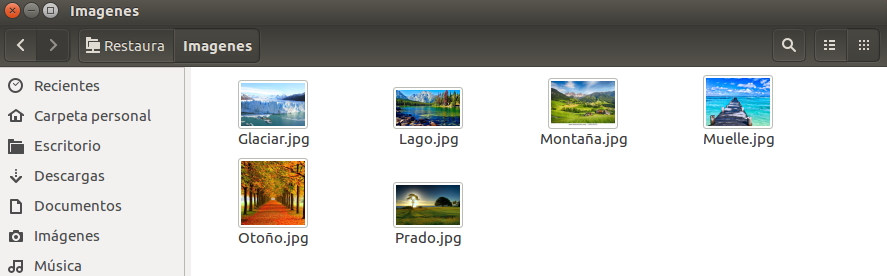 Imagenes
Restaura Imagenes
Recientes
Carpeta personal
Escritorio
Descargas
Documentos
Imágenes
Música
Glaciar.jpg Lago.jpg Montaña.jpg Muelle.jpg
Otoño.jpg Prado.jpg